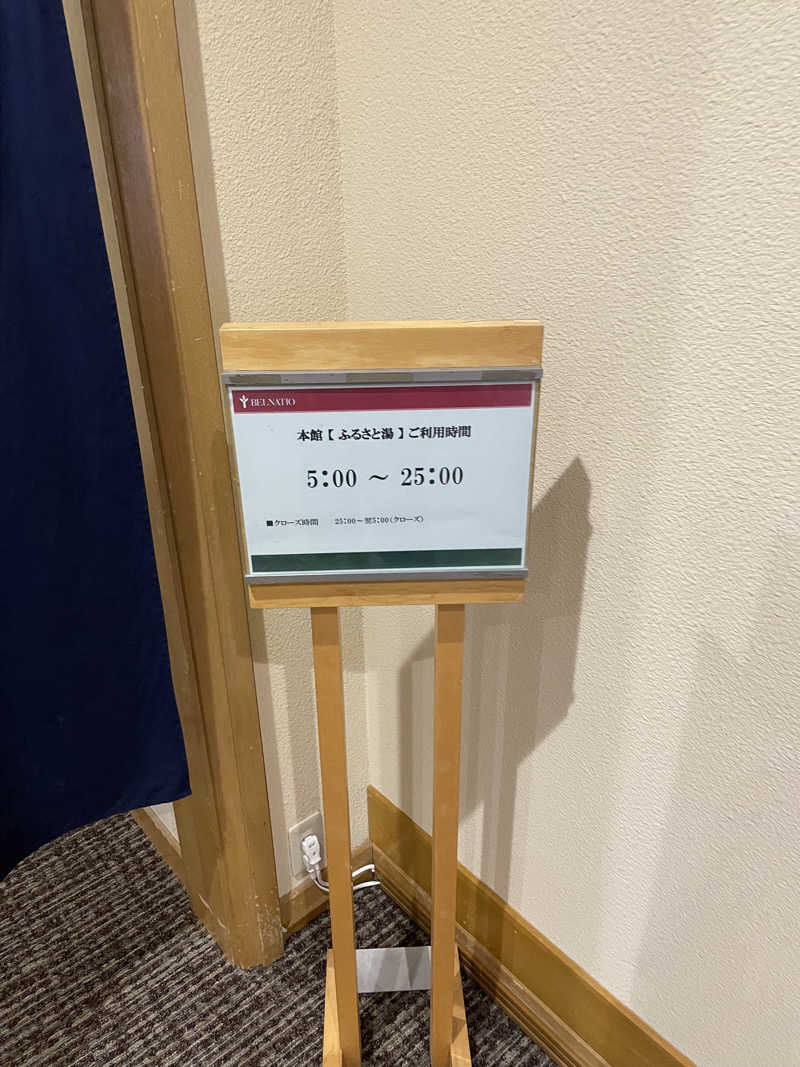 BELNATIO
本館【ふるさと湯】ご利用時間
5:00 ～ 25:00
■クローズ時間 25:00～翌5:00(クローズ)